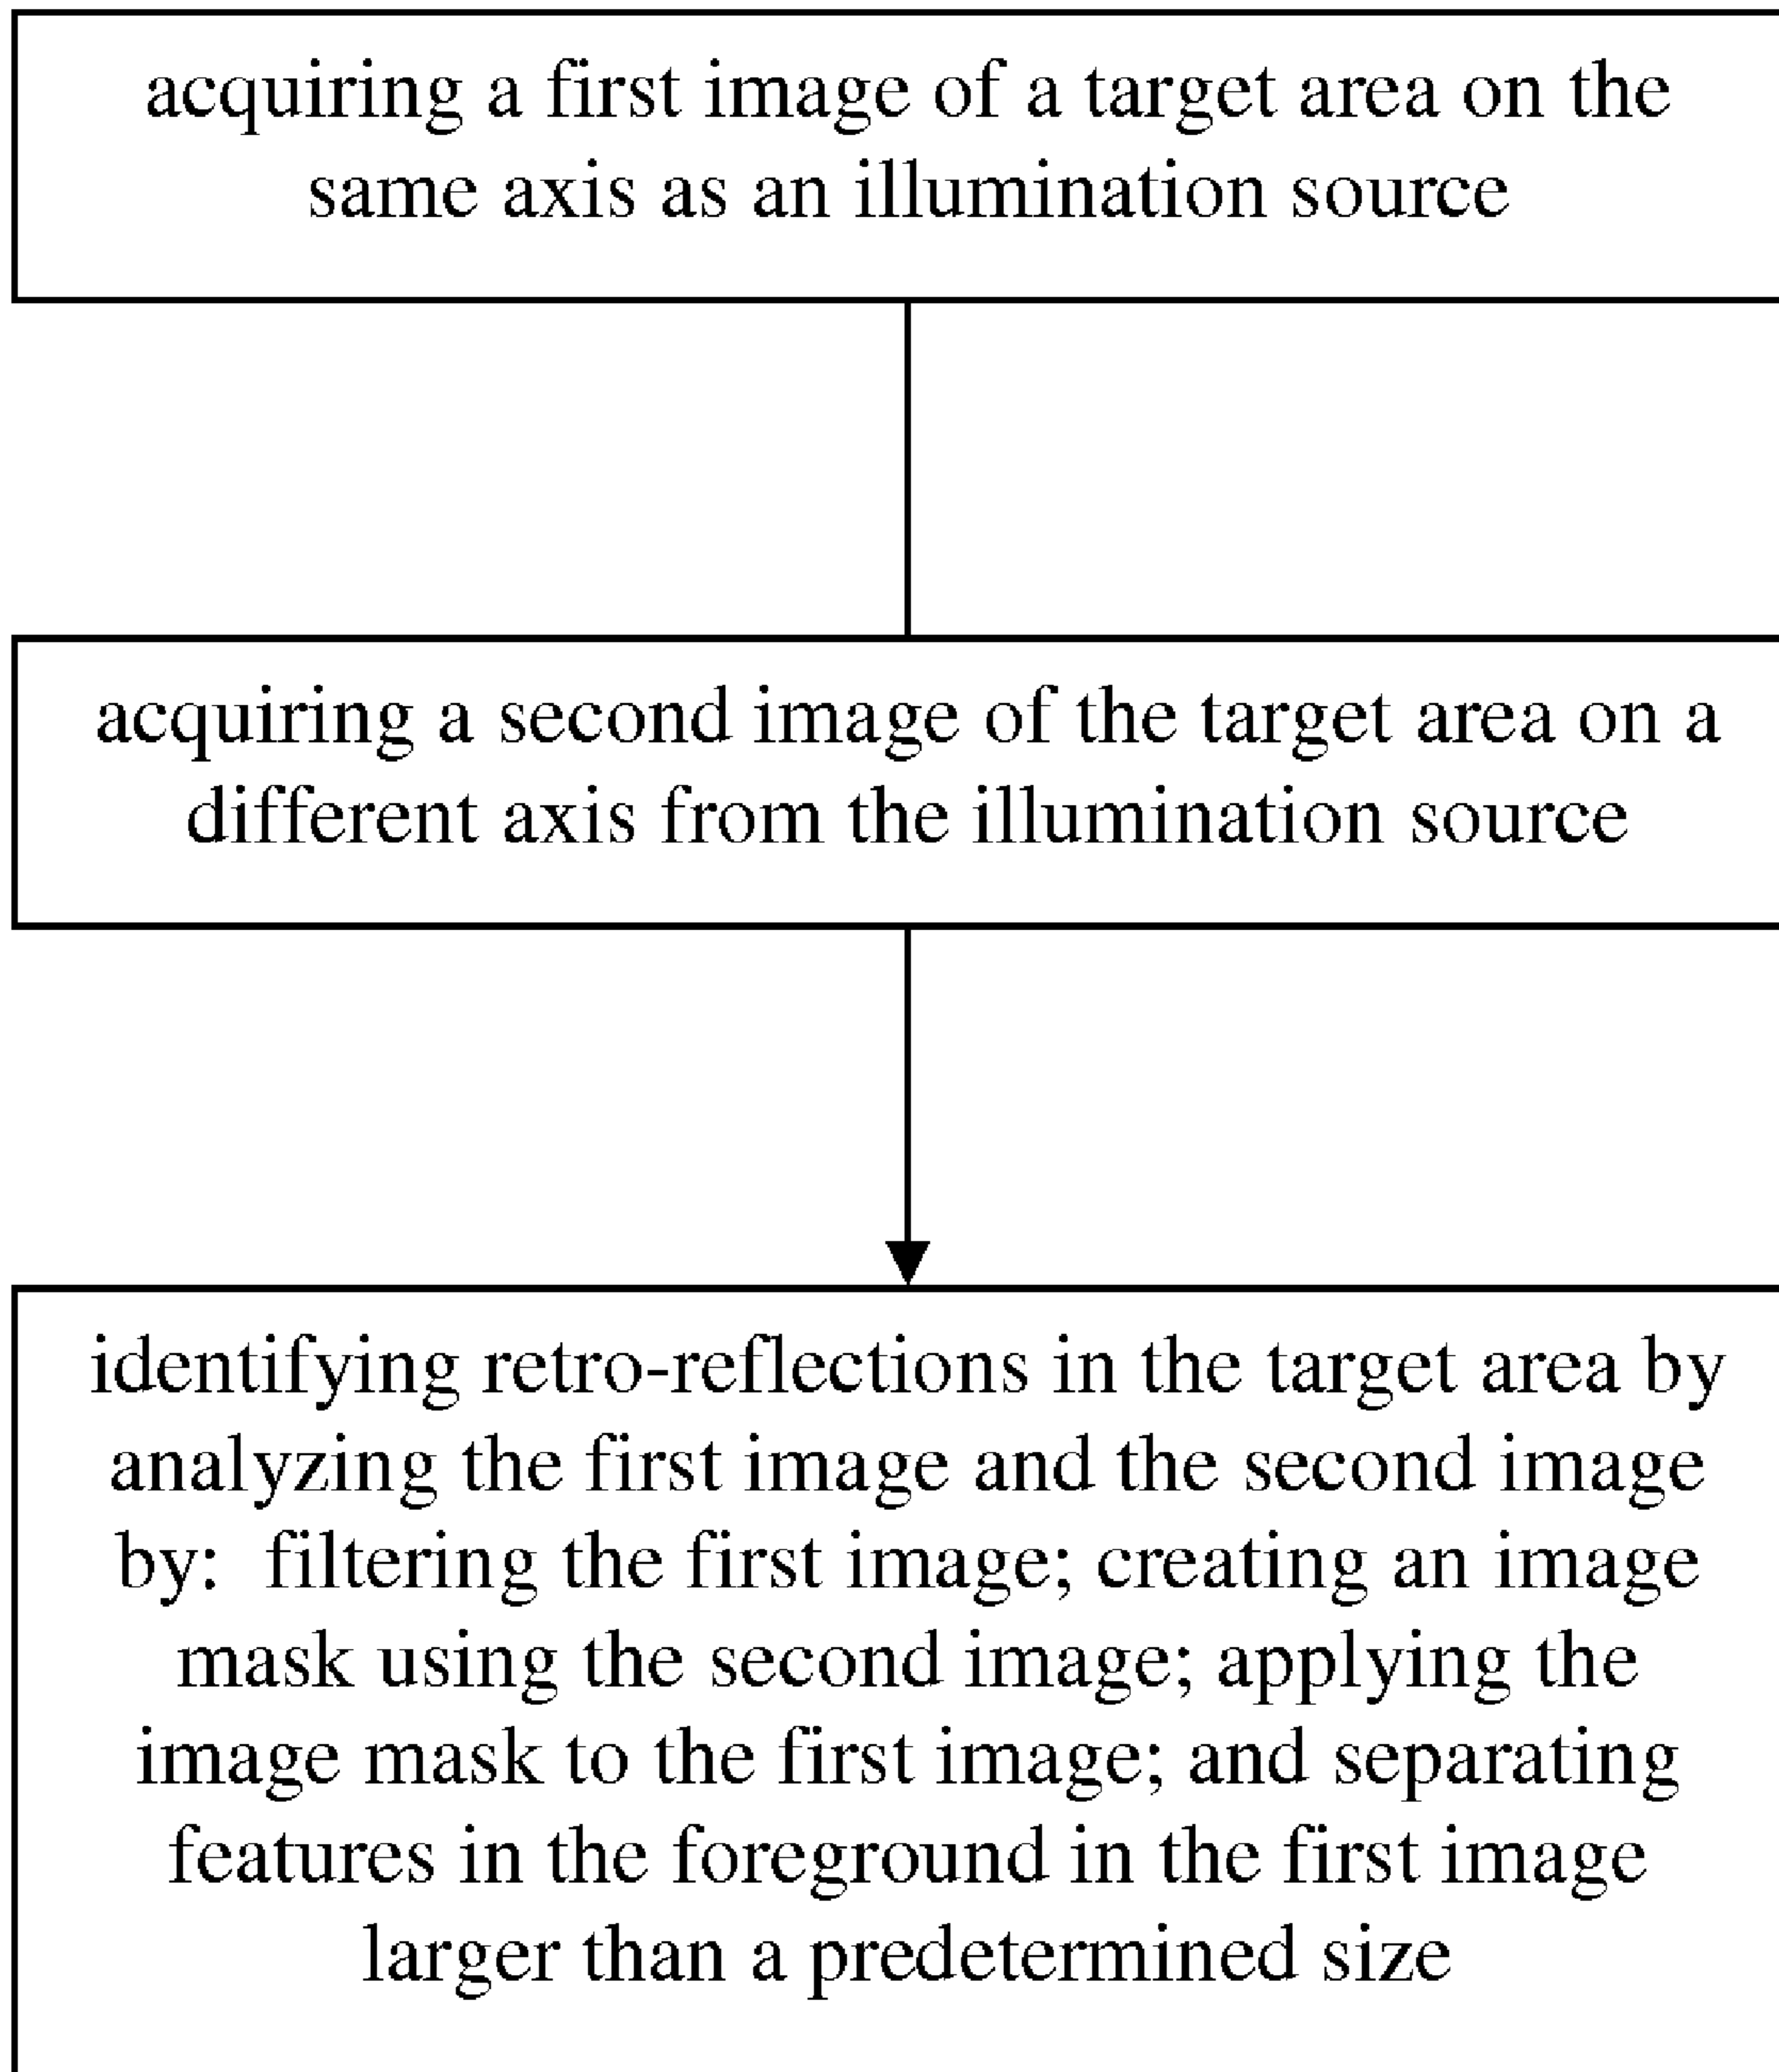 acquiring a first image of a target area on the
same axis as an illumination source
acquiring a second image of the target area on a
different axis from the illumination source
identifying retro-reflections in the target area by
analyzing the first image and the second image
by:  filtering the first image; creating an image
mask using the second image; applying the
image mask to the first image; and separating
features in the foreground in the first image
larger than a predetermined size